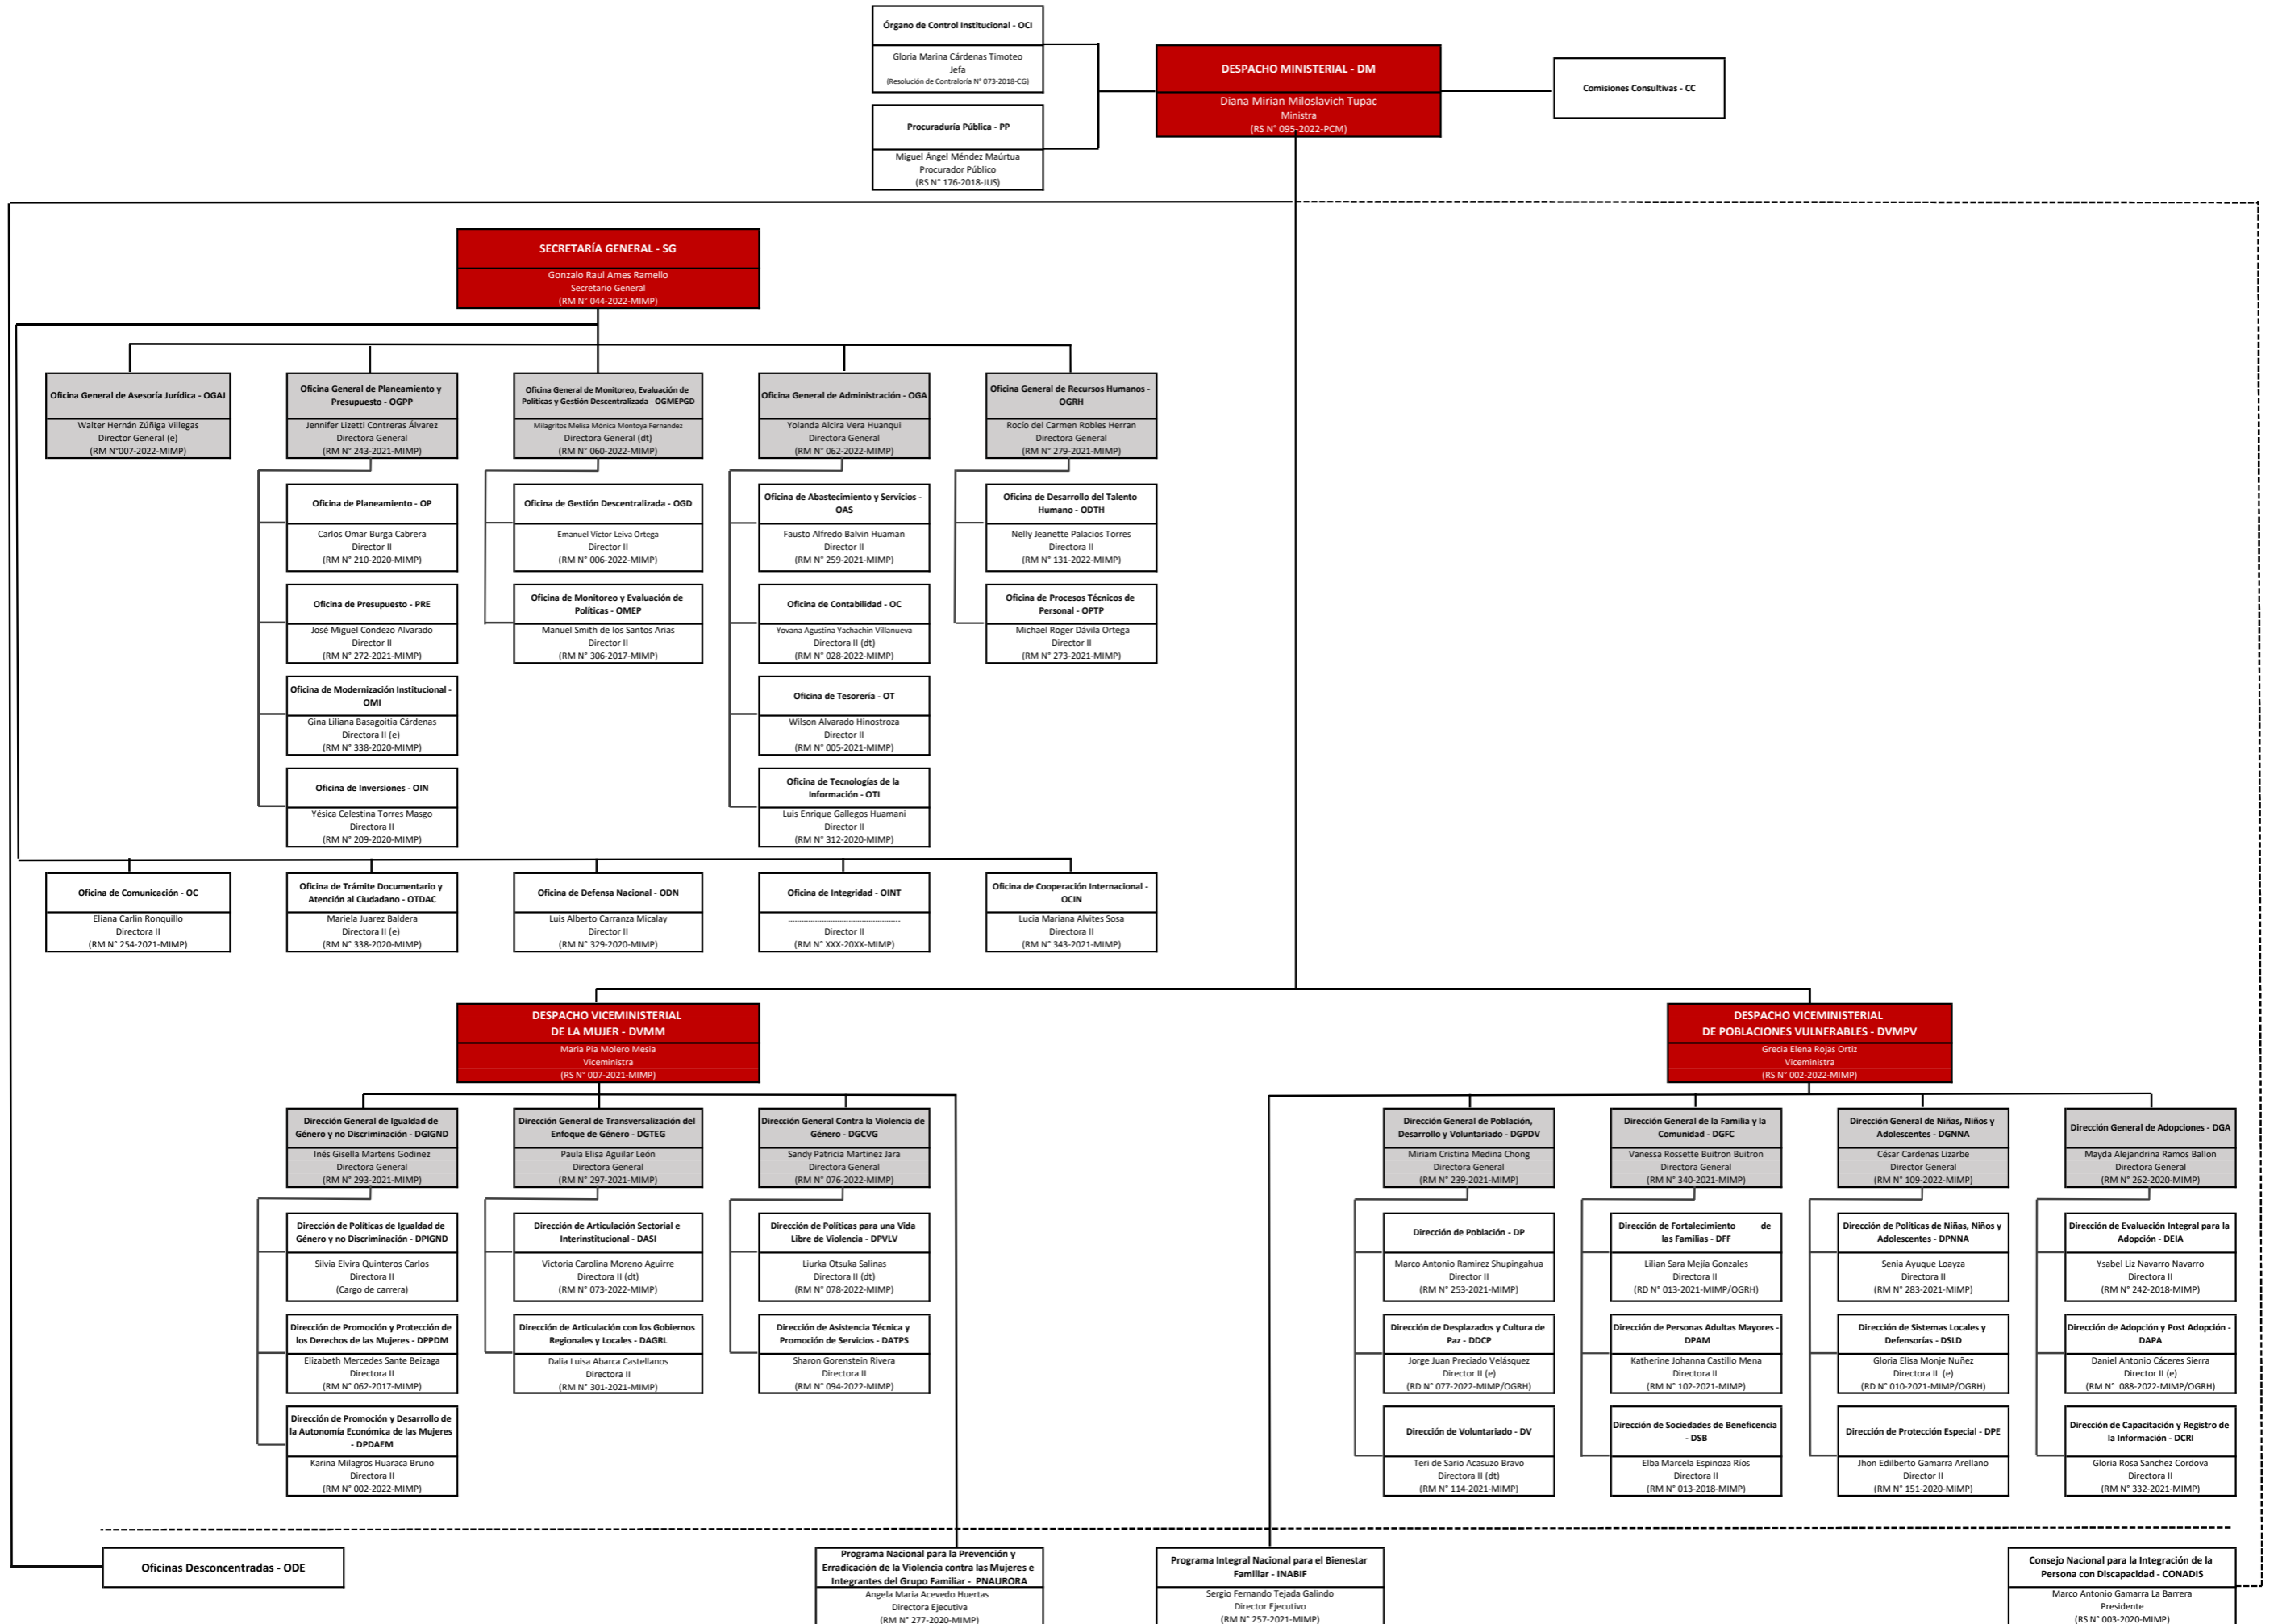 Órgano de Control Institucional - OCI
Gloria Marina Cárdenas Timoteo
Jefa
(Resolución de Contraloría N° 073-2018-CG)
Procuraduría Pública - PP
Miguel Ángel Méndez Maúrtua
Procurador Público
(RS N° 176-2018-JUS)
DESPACHO MINISTERIAL - DM
Diana Mirian Miloslavich Tupac
Ministra
(RS N° 095-2022-PCM)
Comisiones Consultivas - CC
SECRETARÍA GENERAL - SG
Gonzalo Raul Ames Ramello
Secretario General
(RM N° 044-2022-MIMP)
Oficina General de Asesoría Jurídica - OGAJ
Walter Hernán Zúñiga Villegas
Director General (e)
(RM N°007-2022-MIMP)
Oficina General de Planeamiento y
Presupuesto - OGPP
Jennifer Lizetti Contreras Álvarez
Directora General
(RM N° 243-2021-MIMP)
Oficina General de Monitoreo, Evaluación de
Políticas y Gestión Descentralizada - OGMEPGD
Milagritos Melisa Mónica Montoya Fernandez
Directora General (dt)
(RM N° 060-2022-MIMP)
Oficina General de Administración - OGA
Yolanda Alcira Vera Huanqui
Directora General
(RM N° 062-2022-MIMP)
Oficina General de Recursos Humanos -
OGRH
Rocío del Carmen Robles Herran
Directora General
(RM N° 279-2021-MIMP)
Oficina de Planeamiento - OP
Carlos Omar Burga Cabrera
Director II
(RM N° 210-2020-MIMP)
Oficina de Gestión Descentralizada - OGD
Emanuel Victor Leiva Ortega
Director II
(RM N° 006-2022-MIMP)
Oficina de Abastecimiento y Servicios -
OAS
Fausto Alfredo Balvin Huaman
Director II
(RM N° 259-2021-MIMP)
Oficina de Desarrollo del Talento
Humano - ODTH
Nelly Jeanette Palacios Torres
Directora II
(RM N° 131-2022-MIMP)
Oficina de Presupuesto - PRE
José Miguel Condezo Alvarado
Director II
(RM N° 272-2021-MIMP)
Oficina de Monitoreo y Evaluación de
Políticas - OMEP
Manuel Smith de los Santos Arias
Director II
(RM N° 306-2017-MIMP)
Oficina de Contabilidad - OC
Yovana Agustina Yachachin Villanueva
Directora II (dt)
(RM N° 028-2022-MIMP)
Oficina de Procesos Técnicos de
Personal - OPTP
Michael Roger Dávila Ortega
Director II
(RM N° 273-2021-MIMP)
Oficina de Modernización Institucional -
OMI
Gina Liliana Basagoitia Cárdenas
Directora II (e)
(RM N° 338-2020-MIMP)
Oficina de Tesorería - OT
Wilson Alvarado Hinostroza
Director II
(RM N° 005-2021-MIMP)
Oficina de Inversiones - OIN
Yésica Celestina Torres Masgo
Directora II
(RM N° 209-2020-MIMP)
Oficina de Tecnologías de la
Información - OTI
Luis Enrique Gallegos Huamani
Director II
(RM N° 312-2020-MIMP)
Oficina de Comunicación - OC
Eliana Carlin Ronquillo
Directora II
(RM N° 254-2021-MIMP)
Oficina de Trámite Documentario y
Atención al Ciudadano - OTDAC
Mariela Juarez Baldera
Directora II (e)
(RM N° 338-2020-MIMP)
Oficina de Defensa Nacional - ODN
Luis Alberto Carranza Micalay
Director II
(RM N° 329-2020-MIMP)
Oficina de Integridad - OINT
................................................
Director II
(RM N° XXX-20XX-MIMP)
Oficina de Cooperación Internacional -
OCIN
Lucia Mariana Alvites Sosa
Directora II
(RM N° 343-2021-MIMP)
DESPACHO VICEMINISTERIAL
DE LA MUJER - DVMM
Maria Pia Molero Mesia
Viceministra
(RS N° 007-2021-MIMP)
DESPACHO VICEMINISTERIAL
DE POBLACIONES VULNERABLES - DVMPV
Grecia Elena Rojas Ortiz
Viceministra
(RS N° 002-2022-MIMP)
Dirección General de Igualdad de
Género y no Discriminación - DGIGND
Inés Gisella Martens Godinez
Directora General
(RM N° 293-2021-MIMP)
Dirección General de Transversalización del
Enfoque de Género - DGTEG
Paula Elisa Aguilar León
Directora General
(RM N° 297-2021-MIMP)
Dirección General Contra la Violencia de
Género - DGCVG
Sandy Patricia Martinez Jara
Directora General
(RM N° 076-2022-MIMP)
Dirección General de Población,
Desarrollo y Voluntariado - DGPDV
Miriam Cristina Medina Chong
Directora General
(RM N° 239-2021-MIMP)
Dirección General de la Familia y la
Comunidad - DGFC
Vanessa Rossette Buitron Buitron
Directora General
(RM N° 340-2021-MIMP)
Dirección General de Niñas, Niños y
Adolescentes - DGNNA
César Cardenas Lizarbe
Director General
(RM N° 109-2022-MIMP)
Dirección General de Adopciones - DGA
Mayda Alejandrina Ramos Ballon
Directora General
(RM N° 262-2020-MIMP)
Dirección de Políticas de Igualdad de
Género y no Discriminación - DPIGND
Silvia Elvira Quinteros Carlos
Directora II
(Cargo de carrera)
Dirección de Articulación Sectorial e
Interinstitucional - DASI
Victoria Carolina Moreno Aguirre
Directora II (dt)
(RM N° 073-2022-MIMP)
Dirección de Políticas para una Vida
Libre de Violencia - DPVLV
Liurka Otsuka Salinas
Directora II (dt)
(RM N° 078-2022-MIMP)
Dirección de Población - DP
Marco Antonio Ramirez Shupingahua
Director II
(RM N° 253-2021-MIMP)
Dirección de Fortalecimiento de
las Familias - DFF
Lilian Sara Mejía Gonzales
Directora II
(RD N° 013-2021-MIMP/OGRH)
Dirección de Políticas de Niñas, Niños y
Adolescentes - DPNNA
Senia Ayuque Loayza
Directora II
(RM N° 283-2021-MIMP)
Dirección de Evaluación Integral para la
Adopción - DEIA
Ysabel Liz Navarro Navarro
Directora II
(RM N° 242-2018-MIMP)
Dirección de Promoción y Protección de
los Derechos de las Mujeres - DPPDM
Elizabeth Mercedes Sante Beizaga
Directora II
(RM N° 062-2017-MIMP)
Dirección de Articulación con los Gobiernos
Regionales y Locales - DAGRL
Dalia Luisa Abarca Castellanos
Directora II
(RM N° 301-2021-MIMP)
Dirección de Asistencia Técnica y
Promoción de Servicios - DATPS
Sharon Gorenstein Rivera
Directora II
(RM N° 094-2022-MIMP)
Dirección de Desplazados y Cultura de
Paz - DDCP
Jorge Juan Preciado Velásquez
Director II (e)
(RD N° 077-2022-MIMP/OGRH)
Dirección de Personas Adultas Mayores -
DPAM
Katherine Johanna Castillo Mena
Directora II
(RM N° 102-2021-MIMP)
Dirección de Sistemas Locales y
Defensorías - DSLD
Gloria Elisa Monje Nuñez
Directora II (e)
(RD N° 010-2021-MIMP/OGRH)
Dirección de Adopción y Post Adopción -
DAPA
Daniel Antonio Cáceres Sierra
Director II (e)
(RM N° 088-2022-MIMP/OGRH)
Dirección de Promoción y Desarrollo de
la Autonomía Económica de las Mujeres
- DPDAEM
Karina Milagros Huaraca Bruno
Directora II
(RM N° 002-2022-MIMP)
Dirección de Voluntariado - DV
Teri de Sario Acasuzo Bravo
Directora II (dt)
(RM N° 114-2021-MIMP)
Dirección de Sociedades de Beneficencia
- DSB
Elba Marcela Espinoza Ríos
Directora II
(RM N° 013-2018-MIMP)
Dirección de Protección Especial - DPE
Jhon Edilberto Gamarra Arellano
Director II
(RM N° 151-2020-MIMP)
Dirección de Capacitación y Registro de
la Información - DCRI
Gloria Rosa Sanchez Cordova
Directora II
(RM N° 332-2021-MIMP)
Oficinas Desconcentradas - ODE
Programa Nacional para la Prevención y
Erradicación de la Violencia contra las Mujeres e
Integrantes del Grupo Familiar - PNAURORA
Angela Maria Acevedo Huertas
Directora Ejecutiva
(RM N° 277-2020-MIMP)
Programa Integral Nacional para el Bienestar
Familiar - INABIF
Sergio Fernando Tejada Galindo
Director Ejecutivo
(RM N° 257-2021-MIMP)
Consejo Nacional para la Integración de la
Persona con Discapacidad - CONADIS
Marco Antonio Gamarra La Barrera
Presidente
(RS N° 003-2020-MIMP)